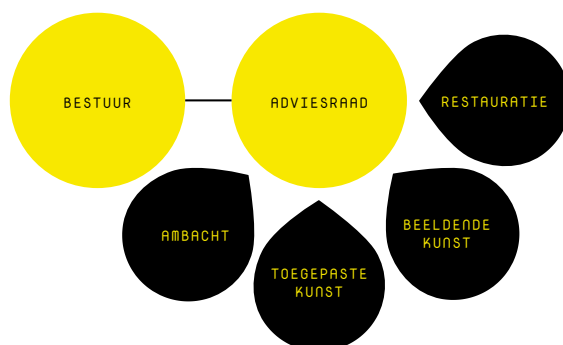 BESTUUR
ADVIESRAAD
RESTAURATIE
AMBACHT
TOEGEPASTE
KUNST
BEELDENDE
KUNST